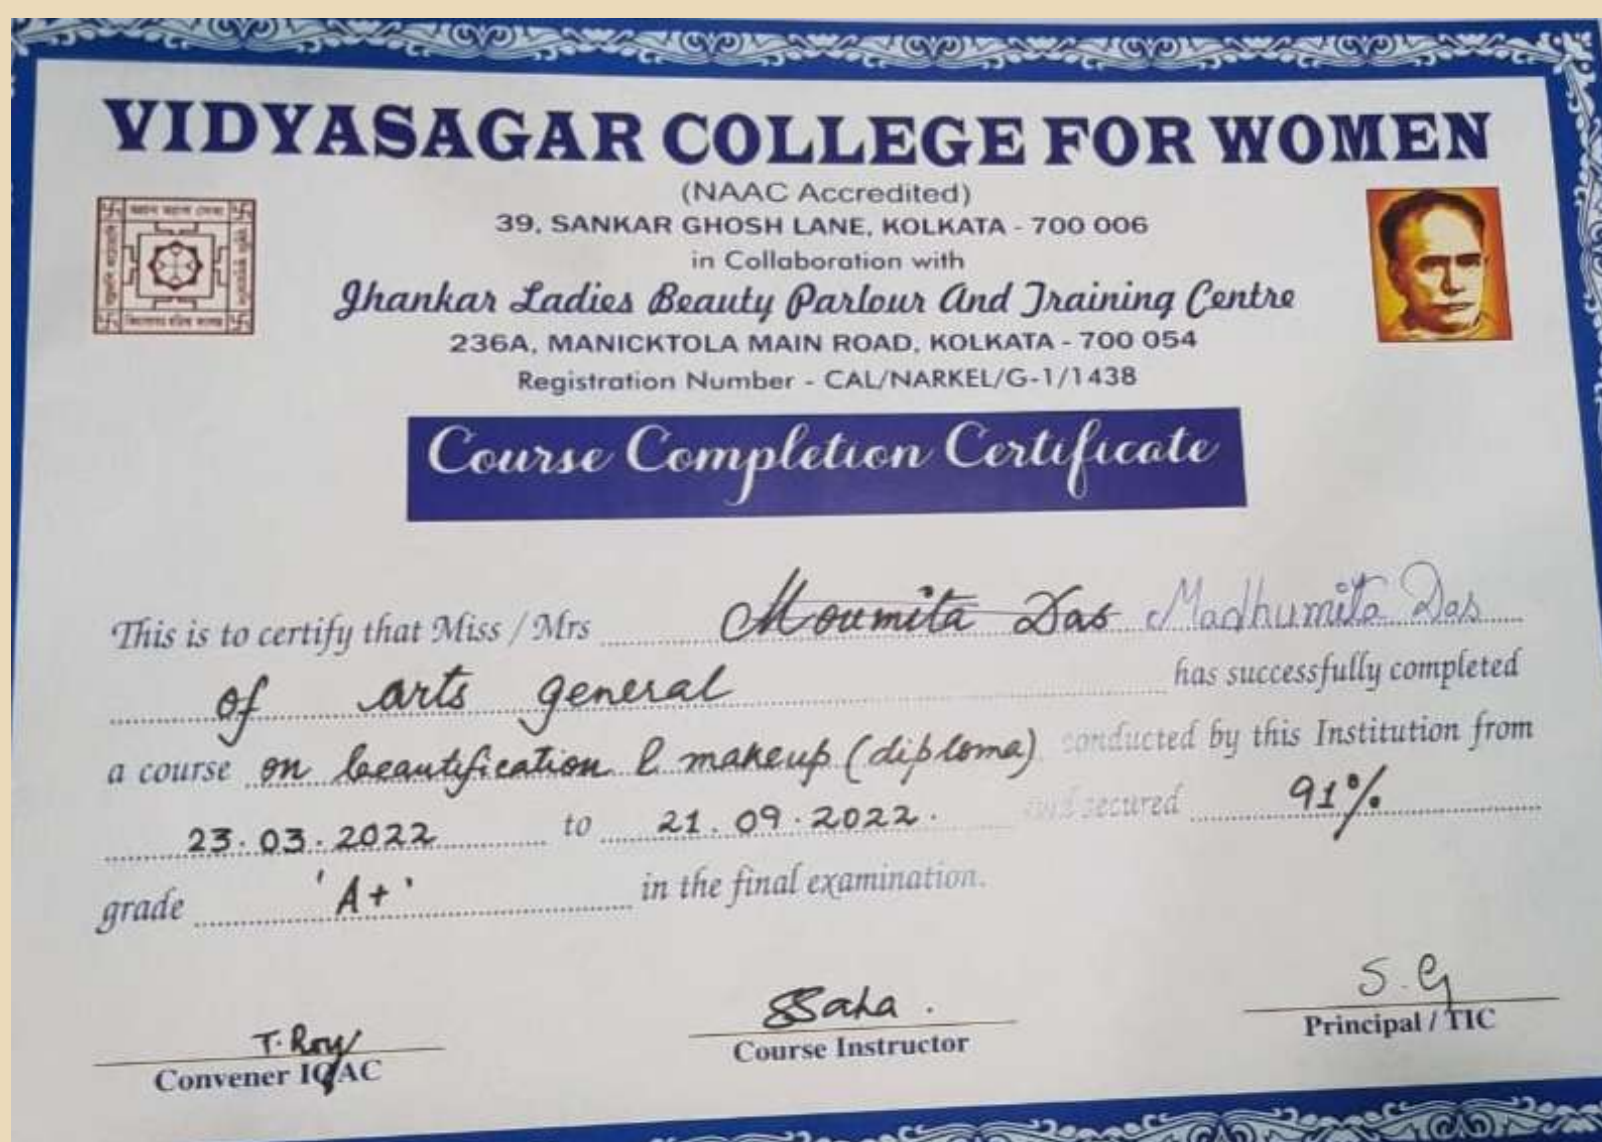 VIDYASAGAR COLLEGE FOR WOMEN
(NAAC Accredited)
39, SANKAR GHOSH LANE, KOLKATA - 700 006
in Collaboration with
Jhankar Ladies Beauty Parlour And Training Centre
236A, MANICKTOLA MAIN ROAD, KOLKATA - 700 054
Registration Number - CAL/NARKEL/G-1/1438
Course Completion Certificate
This is to certify that Miss / Mrs Moumita Das Madhumita Das
of arts general has successfully completed
a course on beautification & makeup (diploma) conducted by this Institution from
23.03.2022 to 21.09.2022. and secured 91%
grade 'A+' in the final examination.
T. Roy
Convener IQAC
SSaha.
Course Instructor
S. G
Principal / TIC